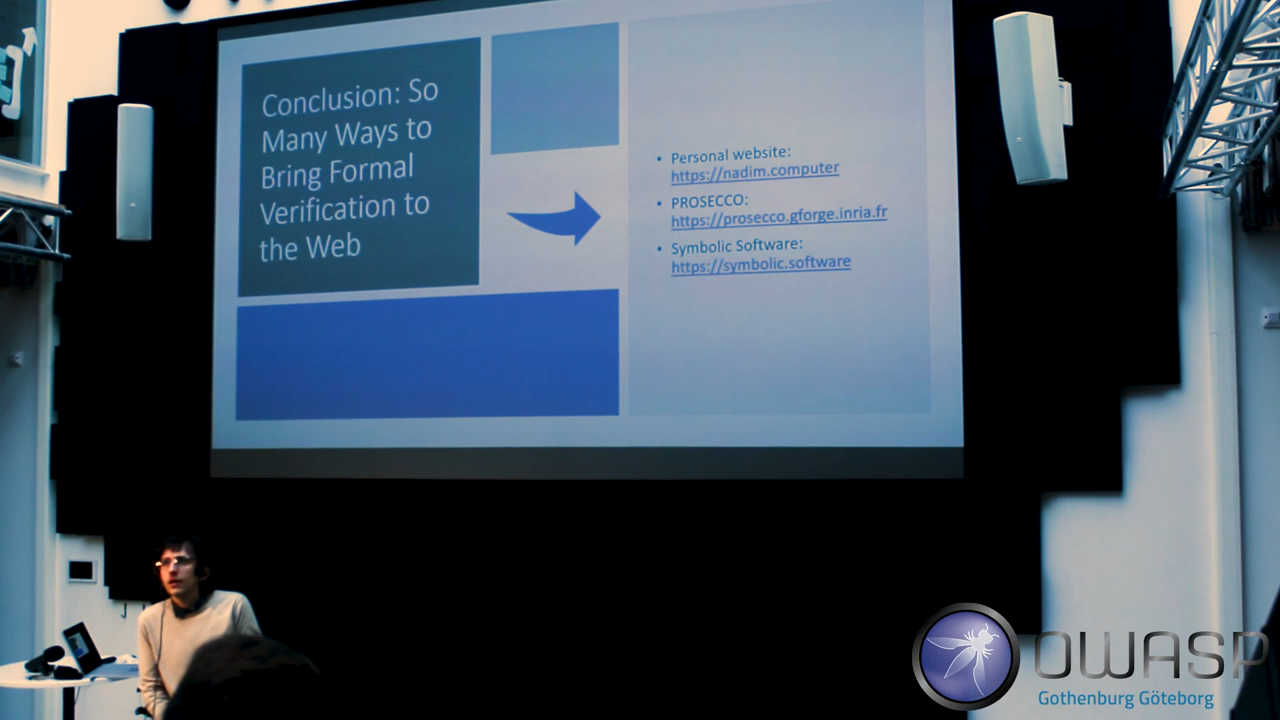 Conclusion: So
Many Ways to
Bring Formal
Verification to
the Web
• Personal website:
https://nadim.computer
• PROSECCO:
https://prosecco.gforge.inria.fr
• Symbolic Software:
https://symbolic.software
OWASP
Gothenburg Göteborg